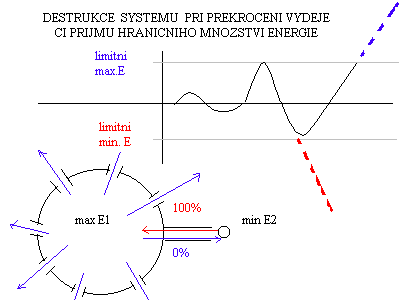 DESTRUKCE SYSTEMU PRI PREKROCENI VYDEJE
CI PRIJMU HRANICNIHO MNOZSTVI ENERGIE
limitni
max.E
limitni
min. E
max E1
100%
min E2
0%